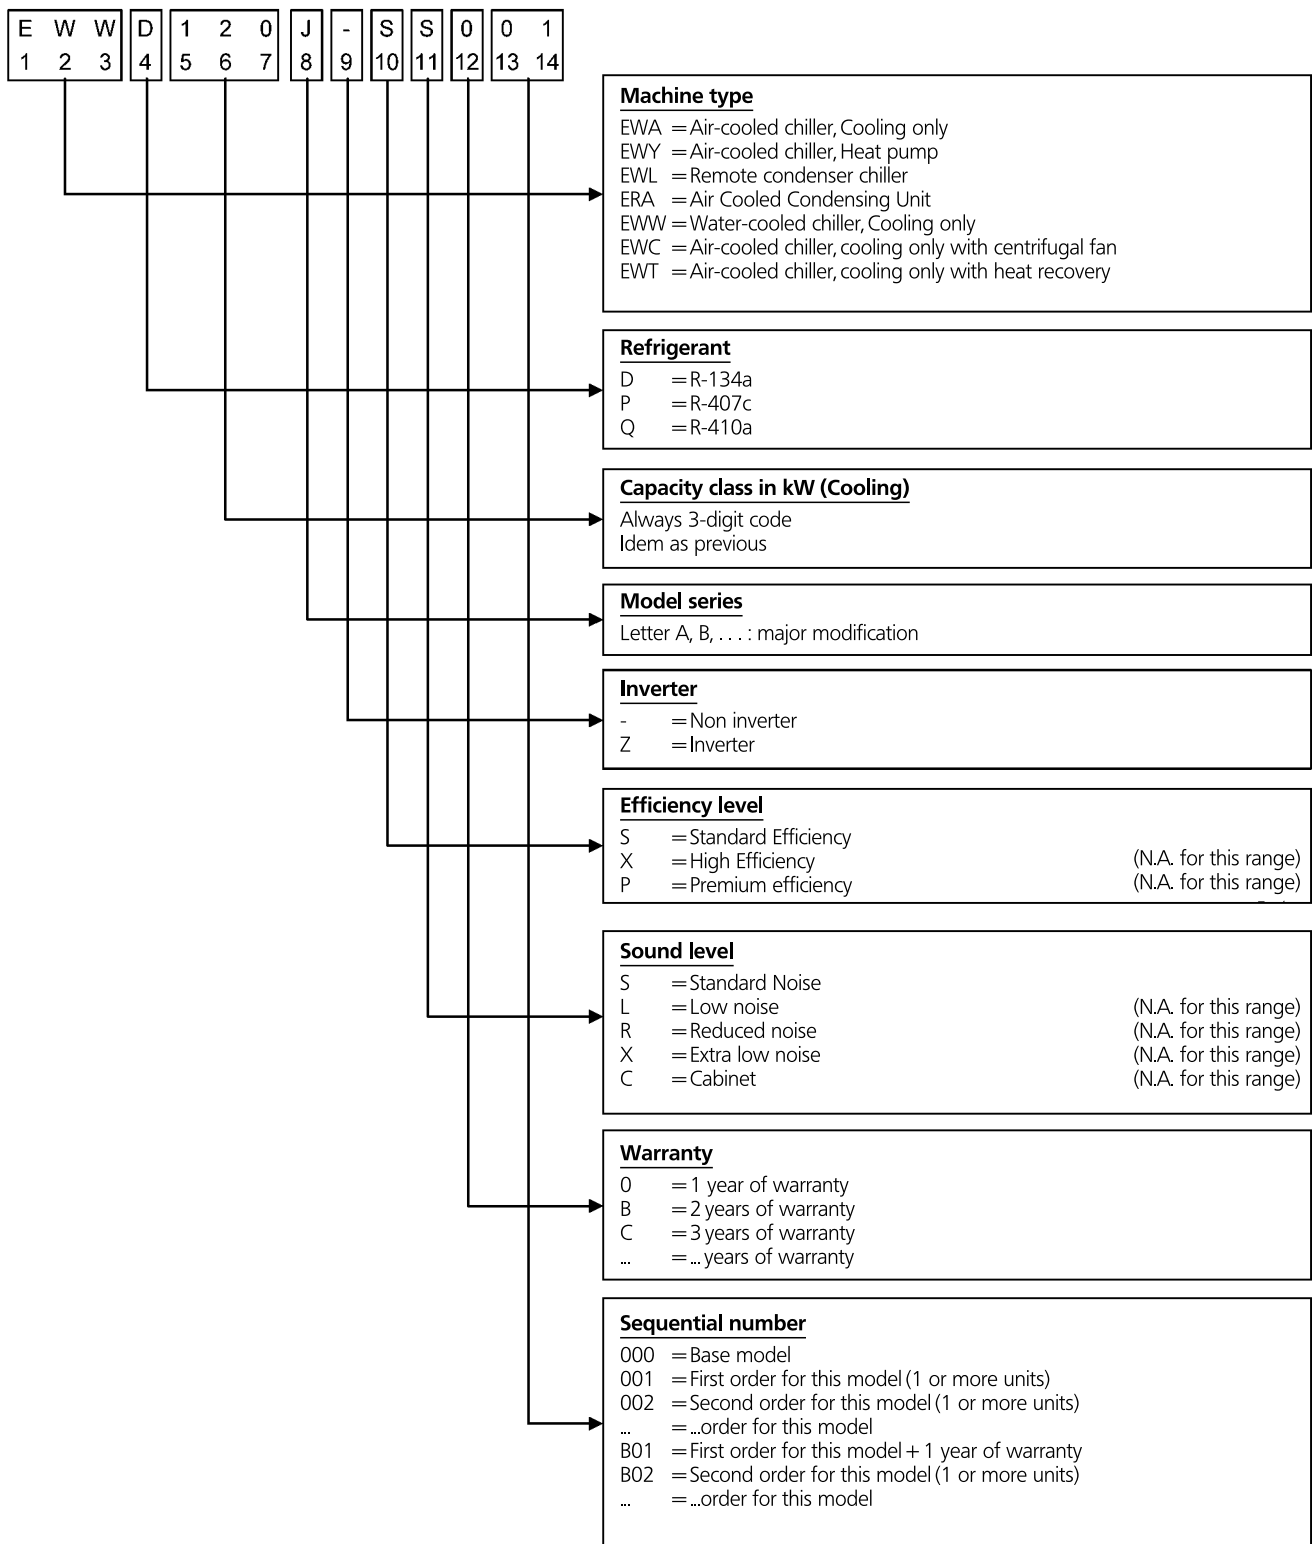 E W W D 1 2 0 J - S S 0 0 1
1 2 3 4 5 6 7 8 9 10 11 12 13 14
Machine type
EWA =Air-cooled chiller, Cooling only
EWY =Air-cooled chiller, Heat pump
EWL =Remote condenser chiller
ERA =Air Cooled Condensing Unit
EWW =Water-cooled chiller, Cooling only
EWC =Air-cooled chiller, cooling only with centrifugal fan
EWT =Air-cooled chiller, cooling only with heat recovery
Refrigerant
D =R-134a
P =R-407c
Q =R-410a
Capacity class in kW (Cooling)
Always 3-digit code
Idem as previous
Model series
Letter A, B, . . . : major modification
Inverter
- =Non inverter
Z =Inverter
Efficiency level
S =Standard Efficiency
X =High Efficiency (N.A. for this range)
P =Premium efficiency (N.A. for this range)
Sound level
S =Standard Noise
L =Low noise (N.A. for this range)
R =Reduced noise (N.A. for this range)
X =Extra low noise (N.A. for this range)
C =Cabinet (N.A. for this range)
Warranty
0 =1 year of warranty
B =2 years of warranty
C =3 years of warranty
... =... years of warranty
Sequential number
000 =Base model
001 =First order for this model (1 or more units)
002 =Second order for this model (1 or more units)
... =...order for this model
B01 =First order for this model + 1 year of warranty
B02 =Second order for this model (1 or more units)
... =...order for this model